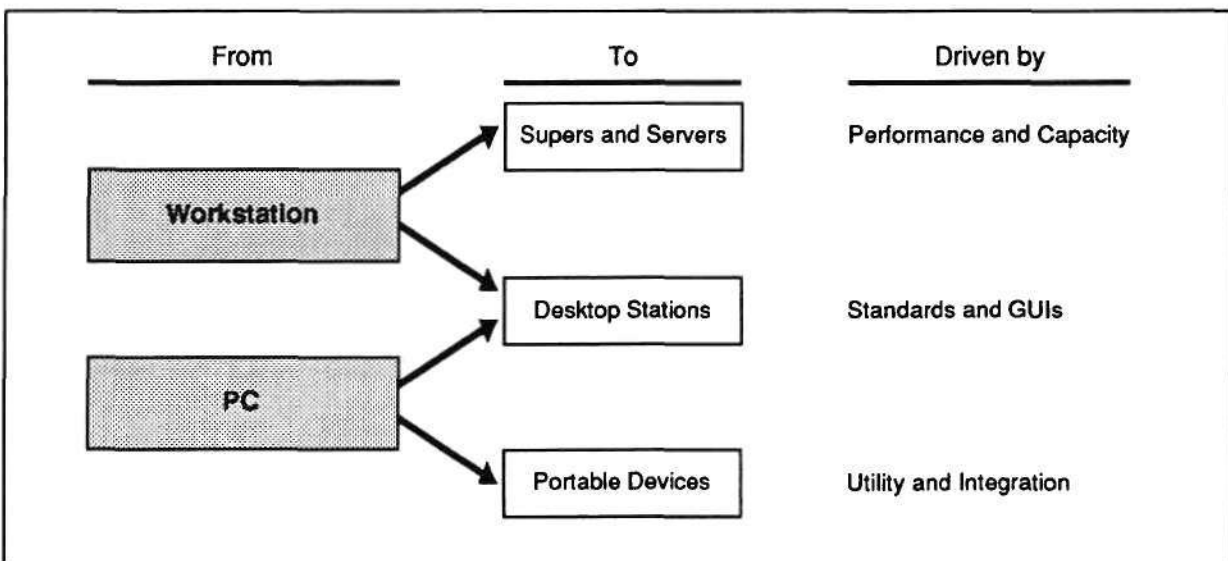 From
To
Driven by
Supers and Servers
Performance and Capacity
Workstation
Desktop Stations
Standards and GUIs
PC
Portable Devices
Utility and Integration